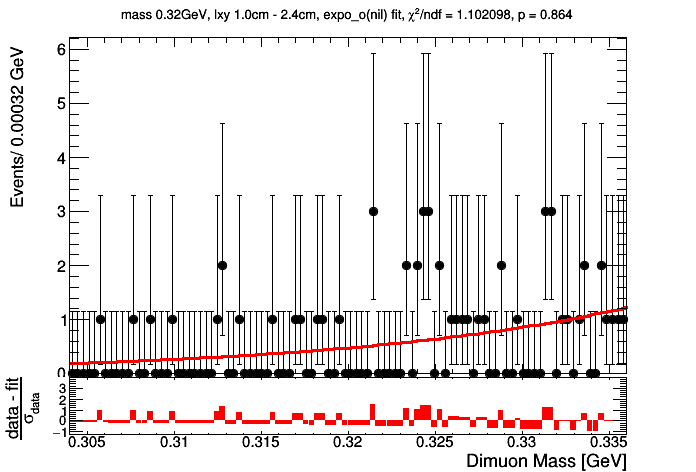 mass 0.32GeV, lxy 1.0cm - 2.4cm, expo_o(nil) fit, χ²/ndf = 1.102098, p = 0.864
Events/ 0.00032 GeV
6
5
4
3
2
1
0
data - fit
σdata
3
2
1
0
−1
0.305 0.31 0.315 0.32 0.325 0.33 0.335
Dimuon Mass [GeV]